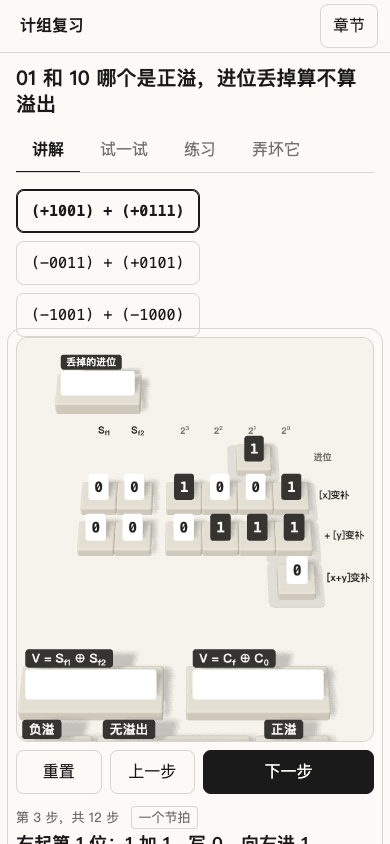 计组复习
章节
01 和 10 哪个是正溢，进位丢掉算不算
溢出
讲解 试一试 练习 弄坏它
(+1001) + (+0111)
(-0011) + (+0101)
(-1001) + (-1000)
丢掉的进位
Sf1 Sf2 2³ 2² 2¹ 2⁰
1 进位
0 0 1 0 0 1 [x]变补
0 0 0 1 1 1 + [y]变补
0 [x+y]变补
V = Sf1 ⊕ Sf2 V = Cf ⊕ C0
负溢 无溢出 正溢
重置 上一步 下一步
第 3 步，共 12 步 一个节拍
右起第 1 位：1 加 1，写 0，向左进 1